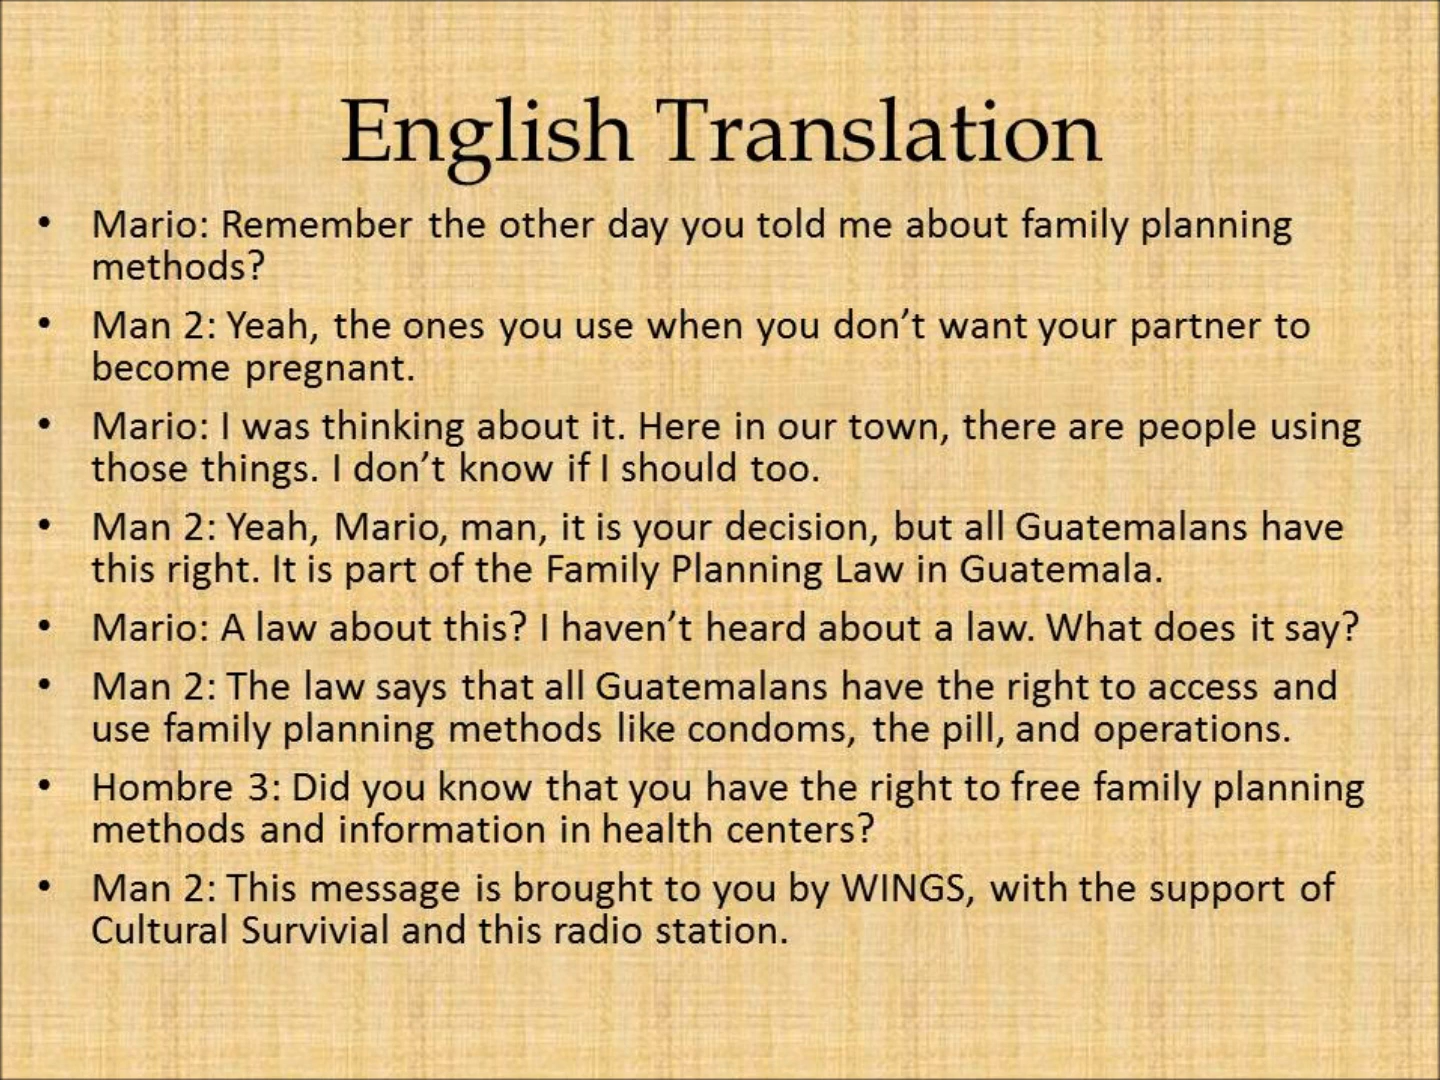 English Translation
• Mario: Remember the other day you told me about family planning
methods?
• Man 2: Yeah, the ones you use when you don’t want your partner to
become pregnant.
• Mario: I was thinking about it. Here in our town, there are people using
those things. I don’t know if I should too.
• Man 2: Yeah, Mario, man, it is your decision, but all Guatemalans have
this right. It is part of the Family Planning Law in Guatemala.
• Mario: A law about this? I haven’t heard about a law. What does it say?
• Man 2: The law says that all Guatemalans have the right to access and
use family planning methods like condoms, the pill, and operations.
• Hombre 3: Did you know that you have the right to free family planning
methods and information in health centers?
• Man 2: This message is brought to you by WINGS, with the support of
Cultural Survivial and this radio station.